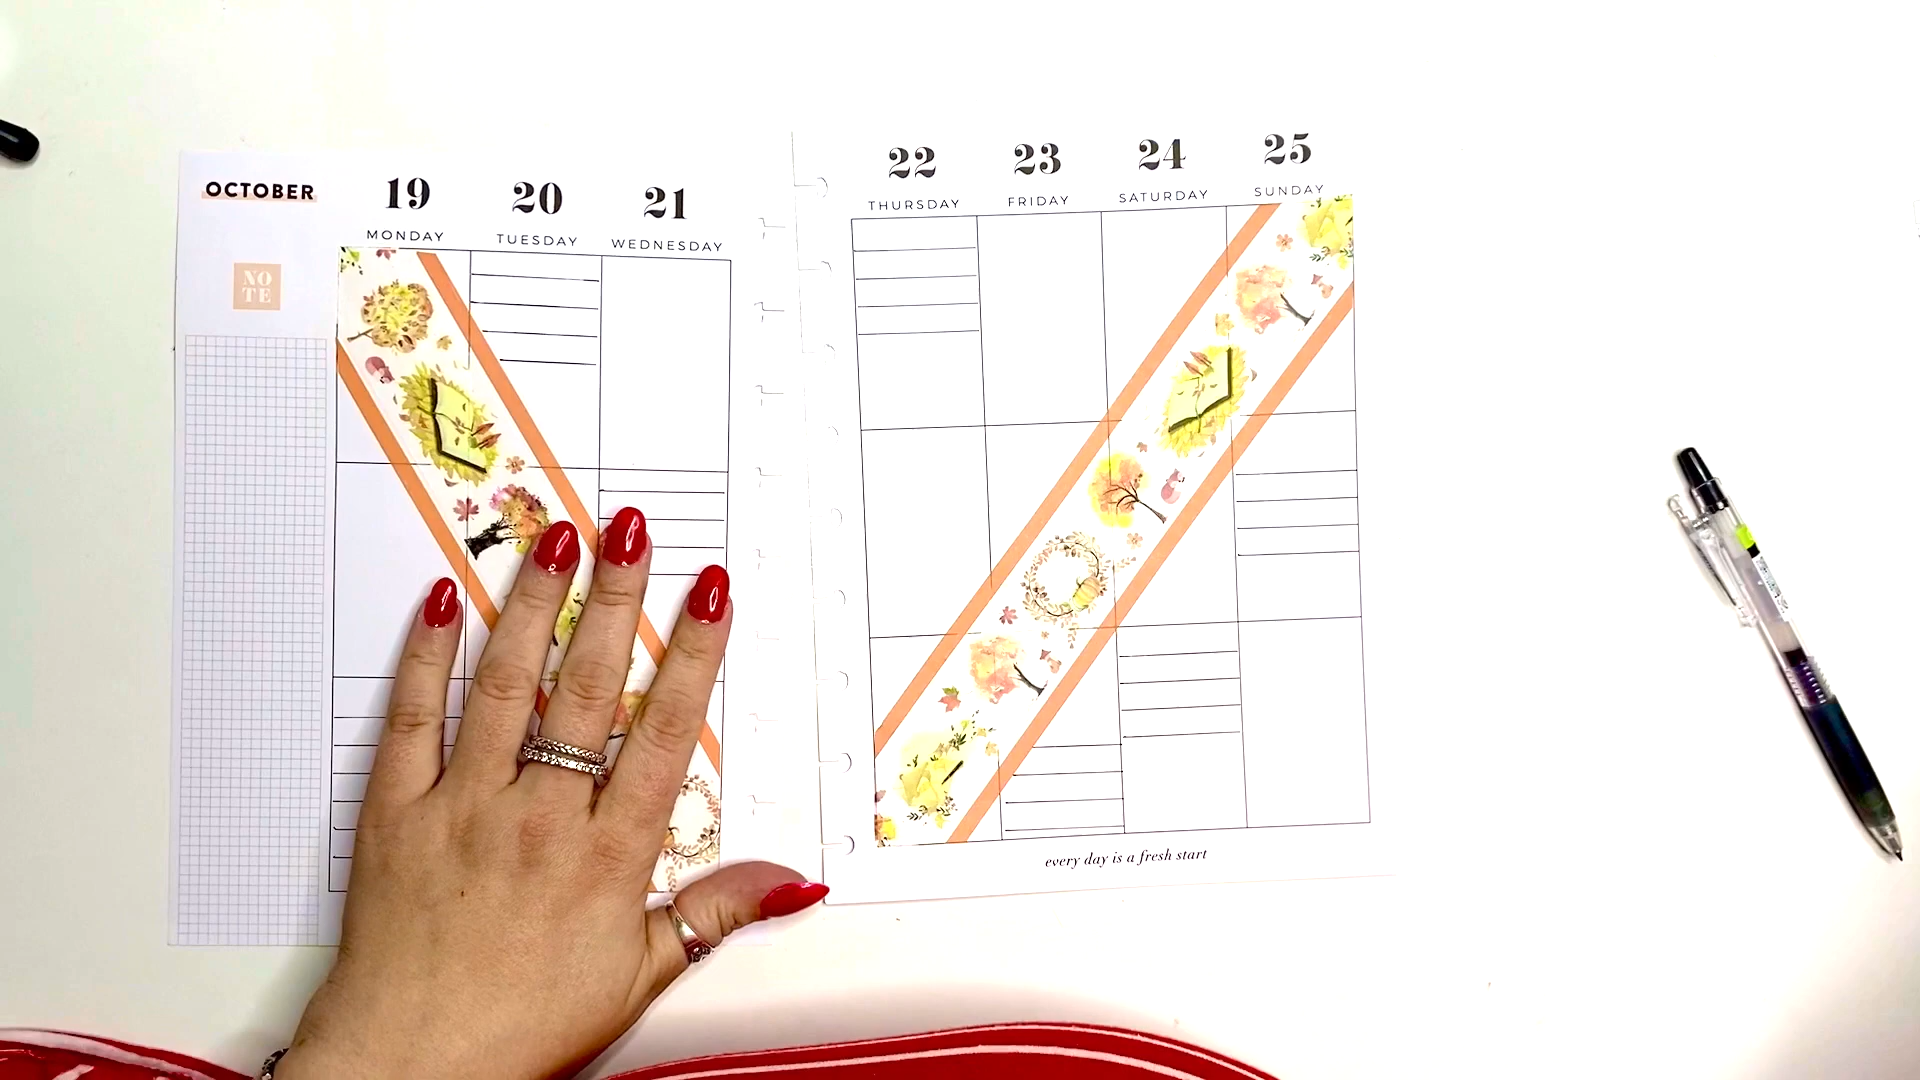 OCTOBER
NO
TE
19
MONDAY
20
TUESDAY
21
WEDNESDAY
22
THURSDAY
23
FRIDAY
24
SATURDAY
25
SUNDAY
every day is a fresh start